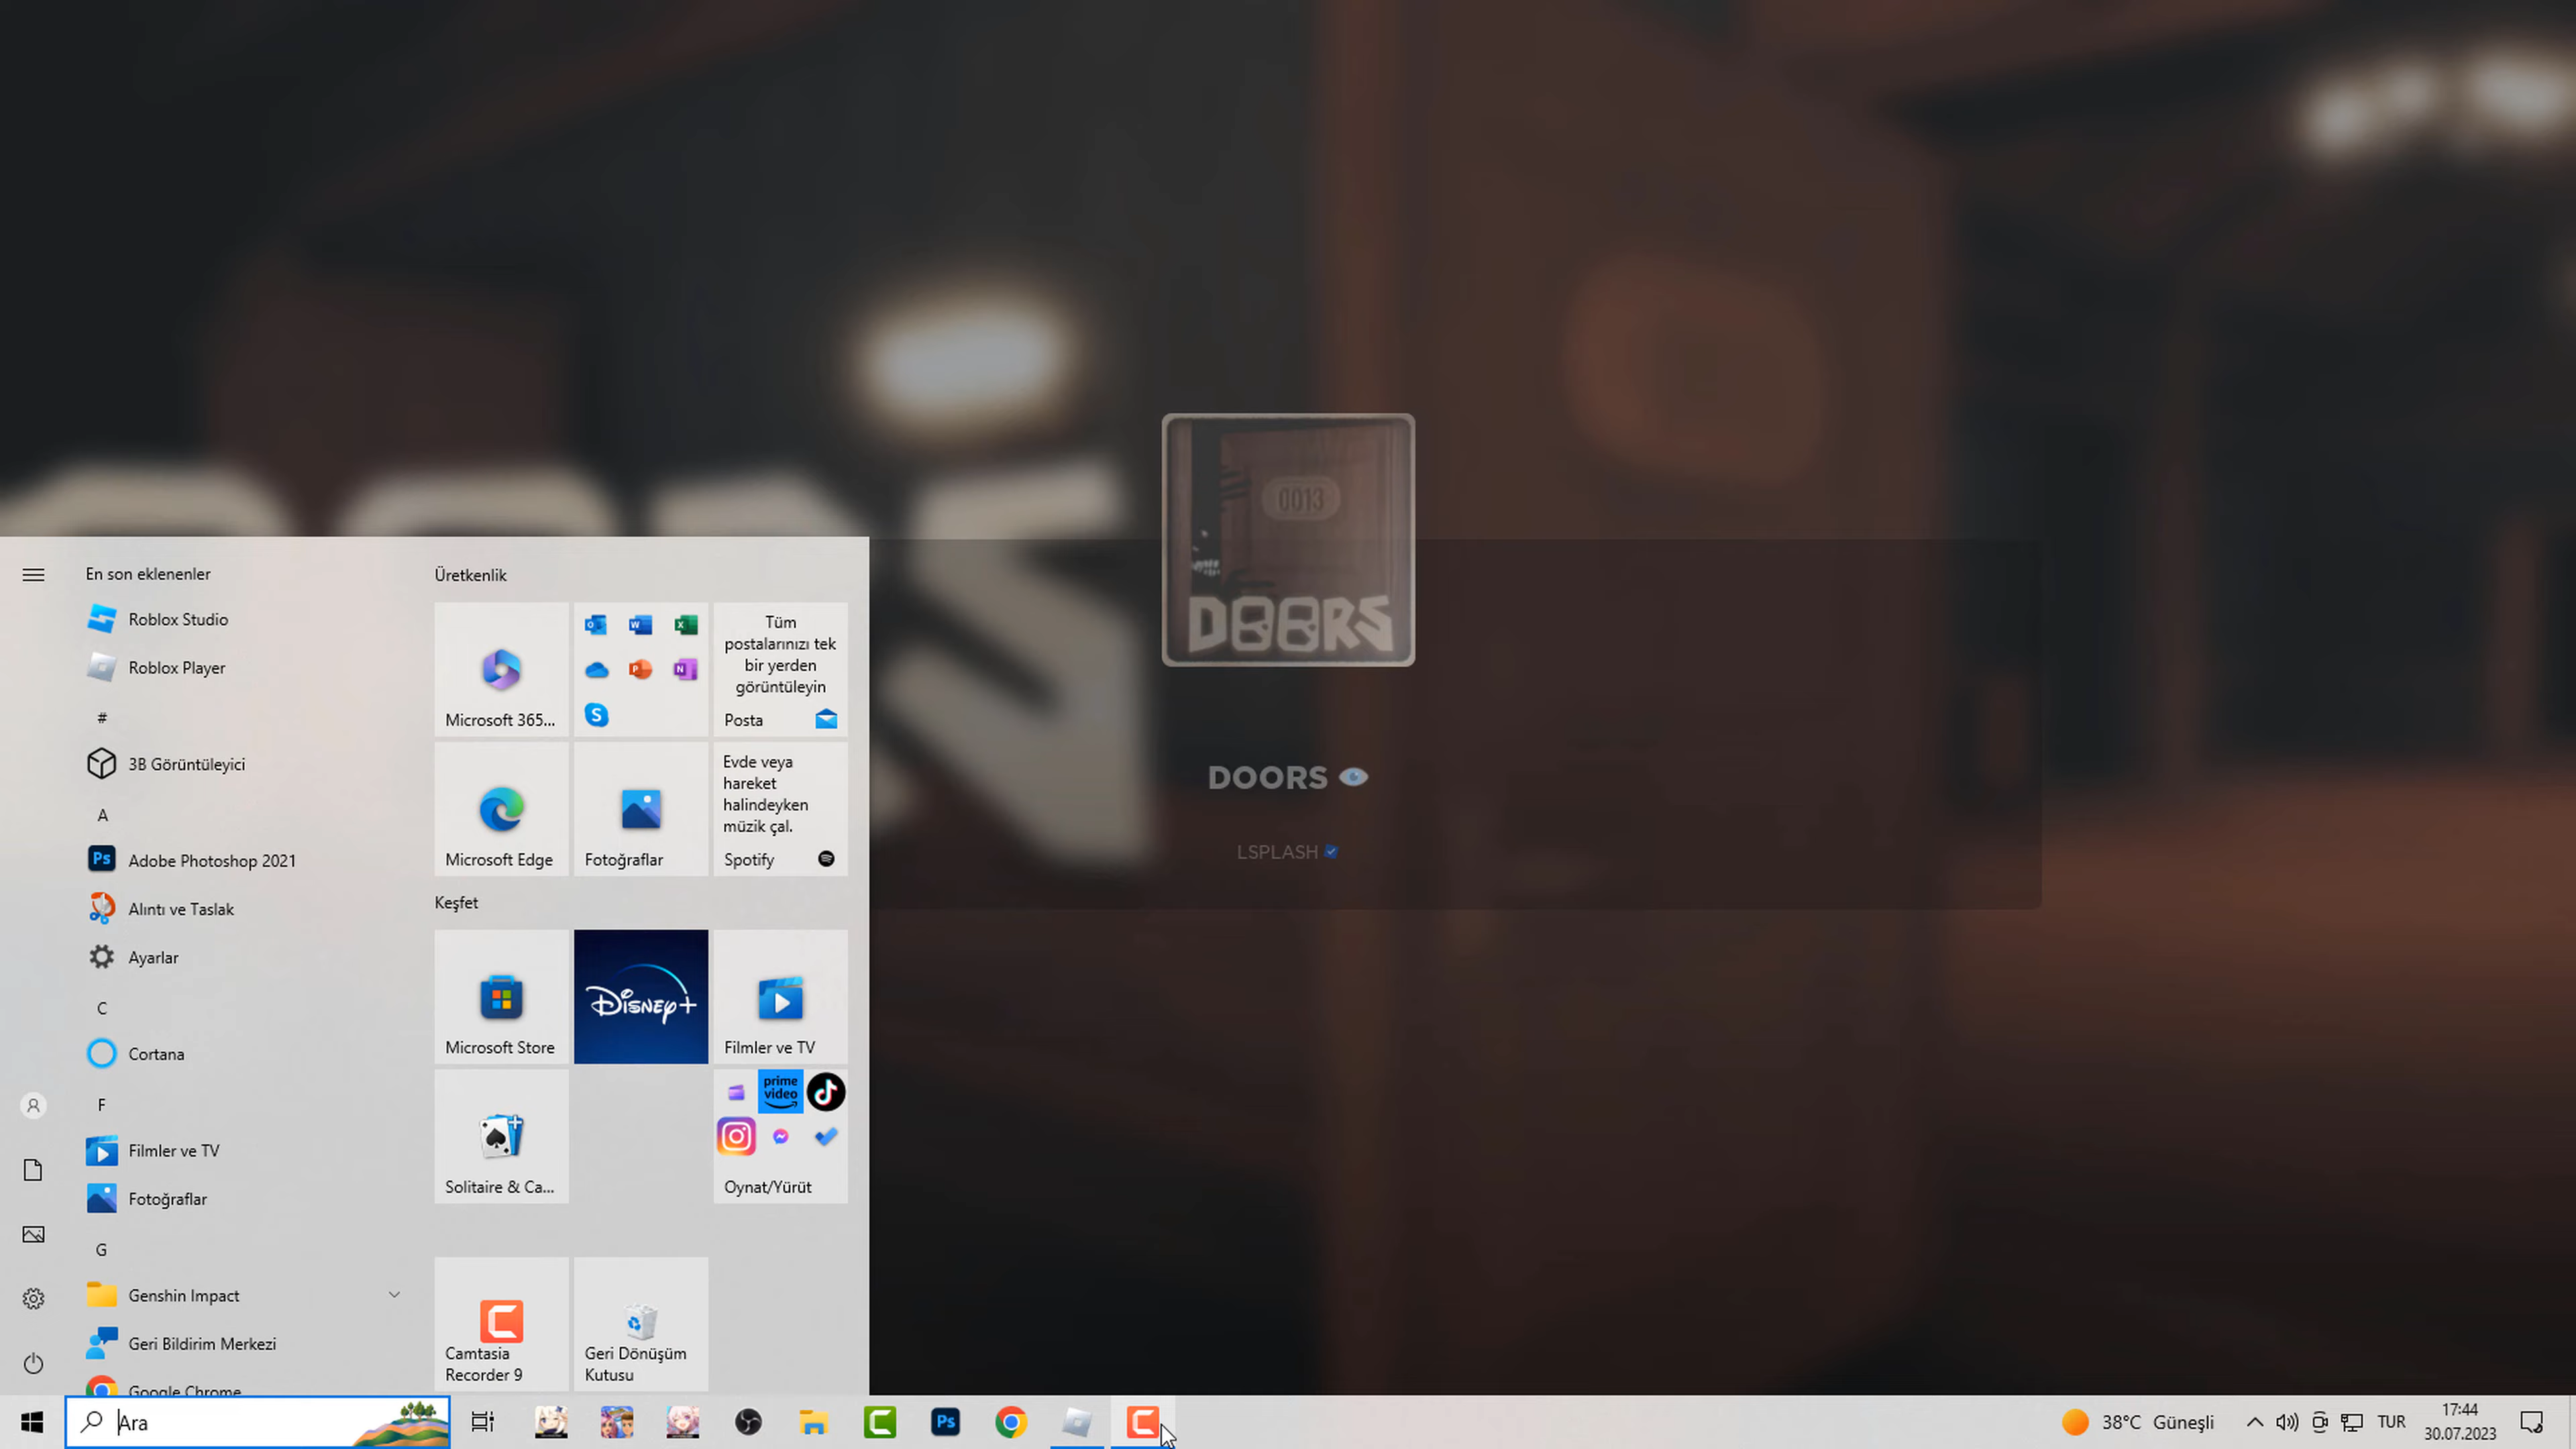 0013
DOORS
DOORS
LSPLASH
En son eklenenler
Roblox Studio
Roblox Player
#
3B Görüntüleyici
A
Ps
Adobe Photoshop 2021
Alıntı ve Taslak
Ayarlar
C
Cortana
F
Filmler ve TV
Fotoğraflar
G
Genshin Impact
Geri Bildirim Merkezi
Google Chrome
Üretkenlik
Microsoft 365...
Tüm
postalarınızı tek
bir yerden
görüntüleyin
Posta
Microsoft Edge
Fotoğraflar
Evde veya
hareket
halindeyken
müzik çal.
Spotify
Keşfet
Microsoft Store
Disney+
Filmler ve TV
Solitaire & Ca...
prime
video
Oynat/Yürüt
Camtasia
Recorder 9
Geri Dönüşüm
Kutusu
Ara
Ps
38°C Güneşli
TUR
17:44
30.07.2023